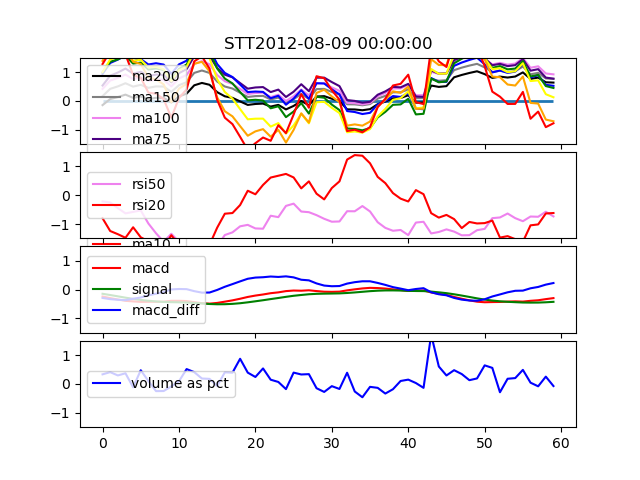 STT2012-08-09 00:00:00
1
0
−1
ma200
ma150
ma100
ma75
1
0
−1
rsi50
rsi20
ma10
1
0
−1
macd
signal
macd_diff
1
0
−1
volume as pct
0 10 20 30 40 50 60